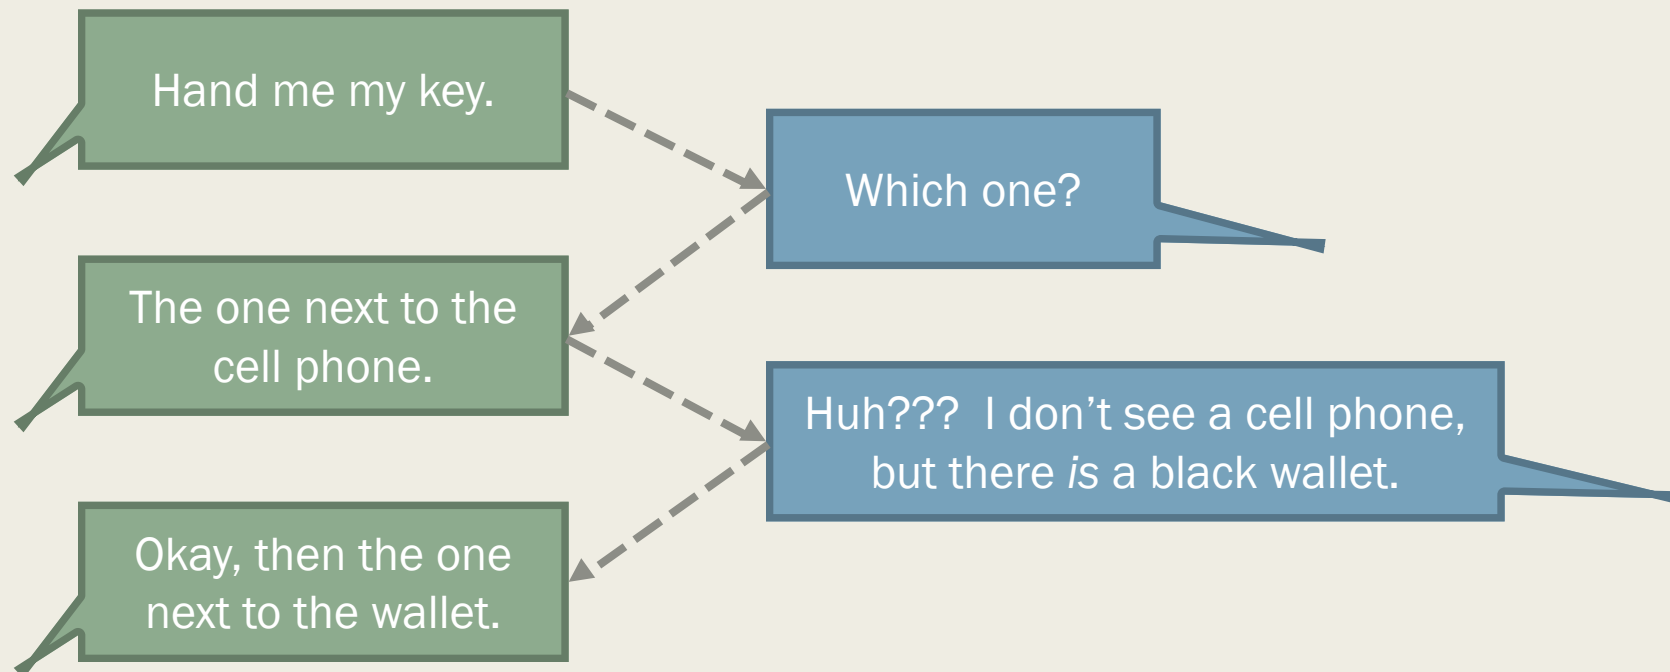 Hand me my key.
Which one?
The one next to the
cell phone.
Huh???  I don’t see a cell phone,
but there is a black wallet.
Okay, then the one
next to the wallet.